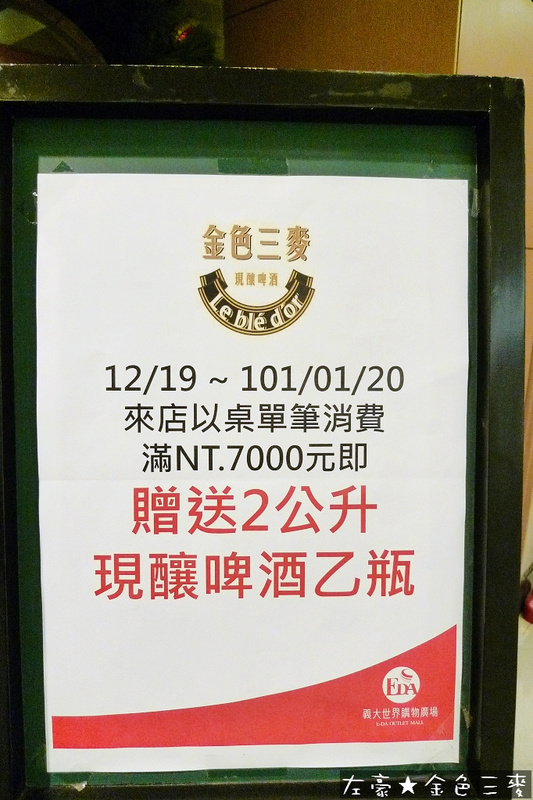 金色三麥
現釀啤酒
Le blé d'or
12/19 ~ 101/01/20
來店以桌單筆消費
滿NT.7000元即
贈送2公升
現釀啤酒乙瓶
EDA
義大世界購物廣場
E-DA OUTLET MALL
左豪★金色三麥